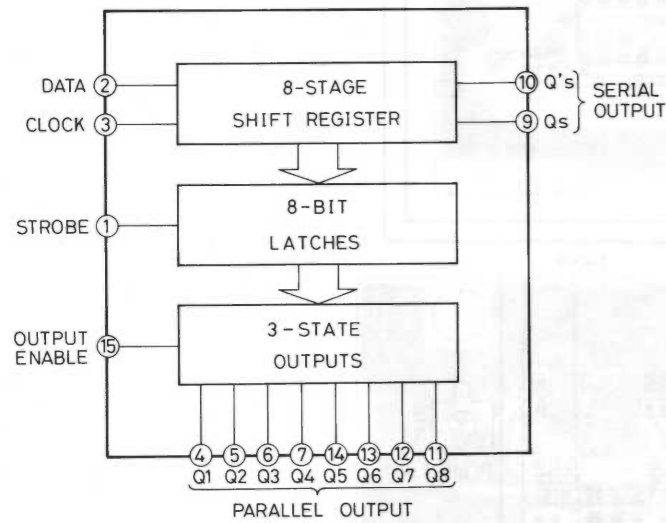 DATA 2
CLOCK 3
8-STAGE
SHIFT REGISTER
10 Q's
9 Qs
SERIAL
OUTPUT
STROBE 1
8-BIT
LATCHES
OUTPUT
ENABLE
15
3-STATE
OUTPUTS
4 5 6 7 14 13 12 11
Q1 Q2 Q3 Q4 Q5 Q6 Q7 Q8
PARALLEL OUTPUT